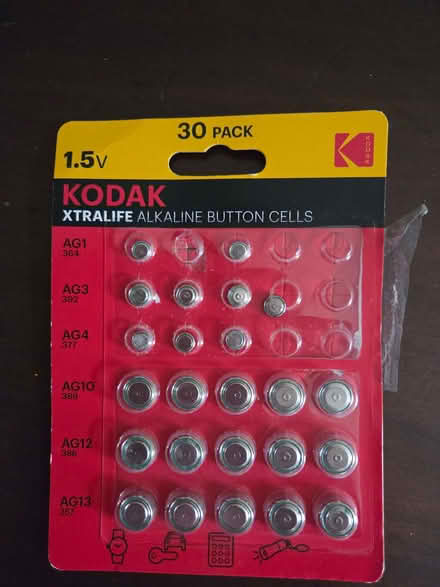 30 PACK
1.5V
KODAK
KODAK
XTRALIFE ALKALINE BUTTON CELLS
AG1
364
AG3
392
AG4
377
AG10
389
AG12
386
AG13
357